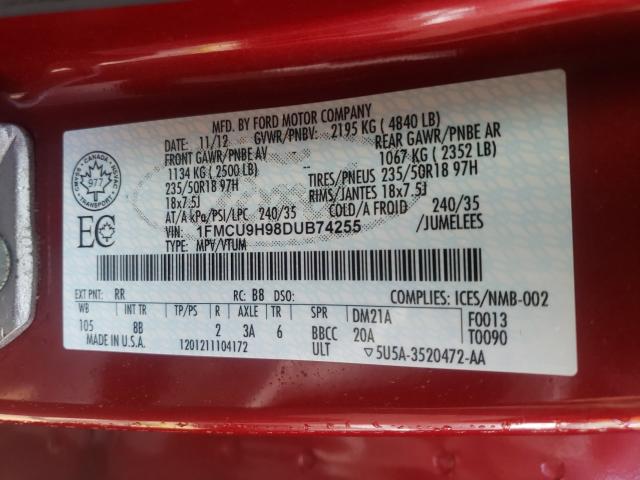 MFD. BY FORD MOTOR COMPANY
DATE: 11/12 GVWR/PNBV: 2195 KG ( 4840 LB)
FRONT GAWR/PNBE AV REAR GAWR/PNBE AR
1134 KG ( 2500 LB) 1067 KG ( 2352 LB)
235/50R18 97H TIRES/PNEUS 235/50R18 97H
18x7.5J RIMS/JANTES 18x7.5J
AT/A kPa/PSI/LPC 240/35 COLD/A FROID 240/35
VIN: 1FMCU9H98DUB74255 /JUMELEES
TYPE: MPV/VTUM
CANADA
977
TRANSPORT
EC
EXT PNT: RR RC: B8 DSO: COMPLIES: ICES/NMB-002
WB INT TR TP/PS R AXLE TR SPR DM21A F0013
105 8B 2 3A 6 BBCC 20A T0090
MADE IN U.S.A. 1201211104172 ULT ▽5U5A-3520472-AA